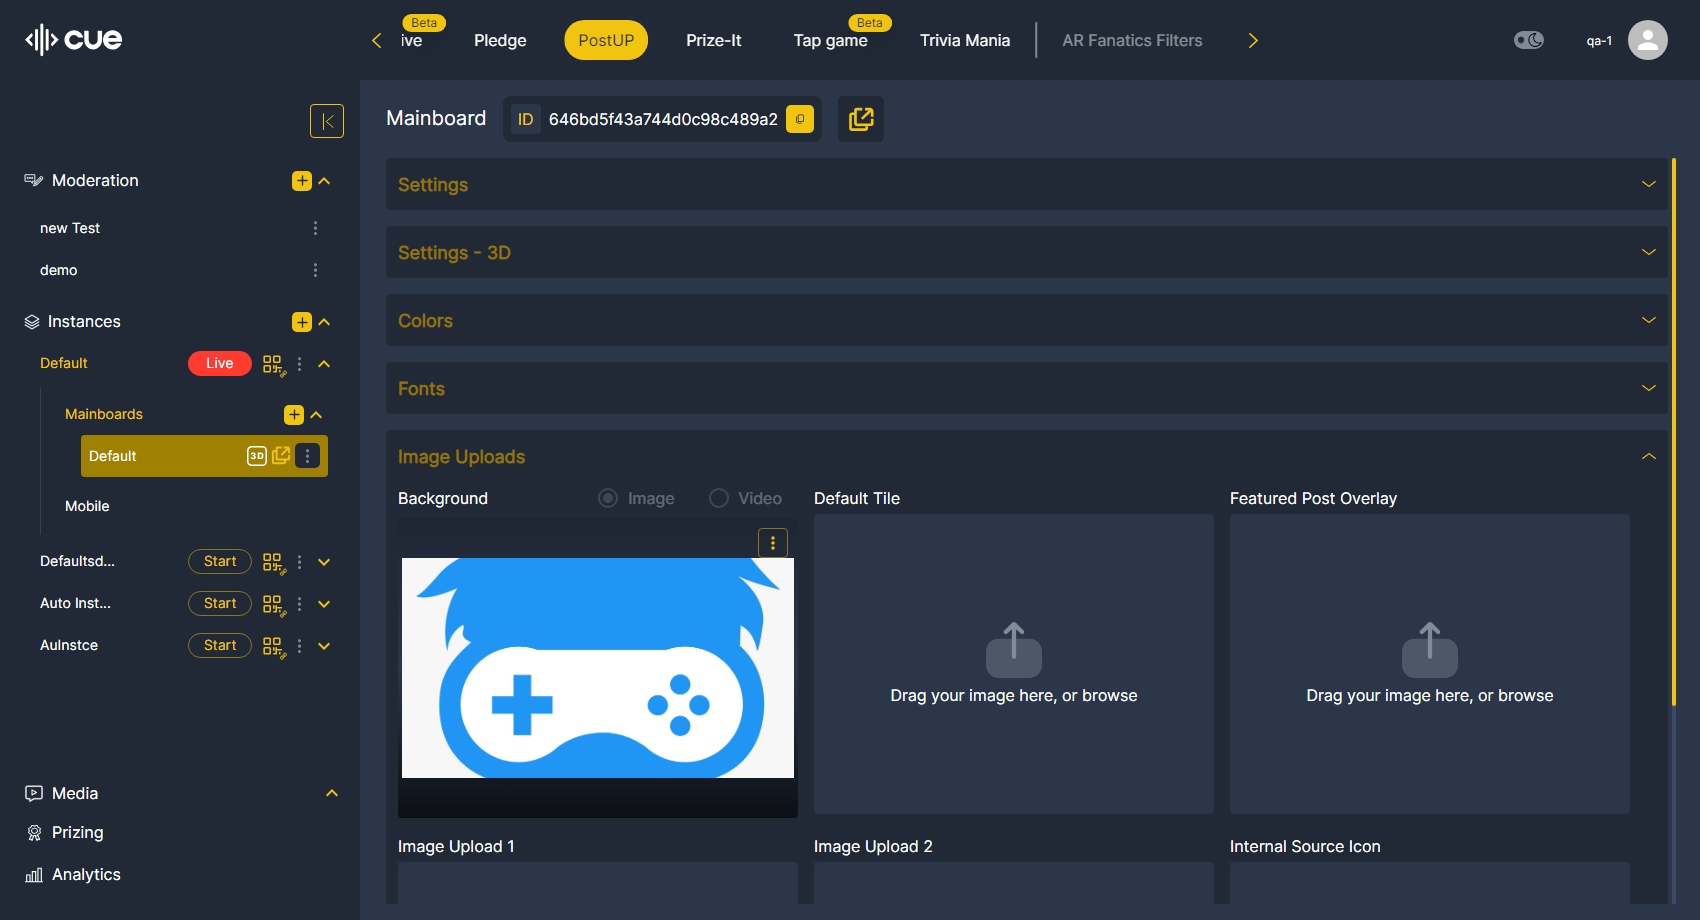 cue
Beta
ive
Pledge
PostUP
Prize-It
Beta
Tap game
Trivia Mania
AR Fanatics Filters
qa-1
Moderation
new Test
demo
Instances
Default
Live
Mainboards
Default
3D
Mobile
Defaultsd...
Start
Auto Inst...
Start
AuInstce
Start
Media
Prizing
Analytics
Mainboard
ID
646bd5f43a744d0c98c489a2
Settings
Settings - 3D
Colors
Fonts
Image Uploads
Background
Image
Video
Default Tile
Drag your image here, or browse
Featured Post Overlay
Drag your image here, or browse
Image Upload 1
Image Upload 2
Internal Source Icon